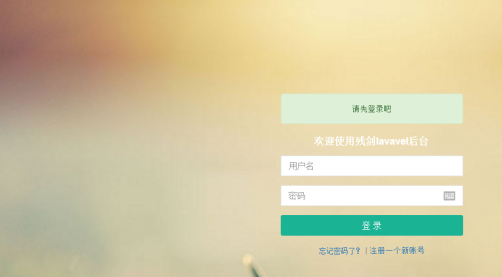 请先登录吧
欢迎使用残剑lavavel后台
用户名
密码
登 录
忘记密码了？ | 注册一个新账号